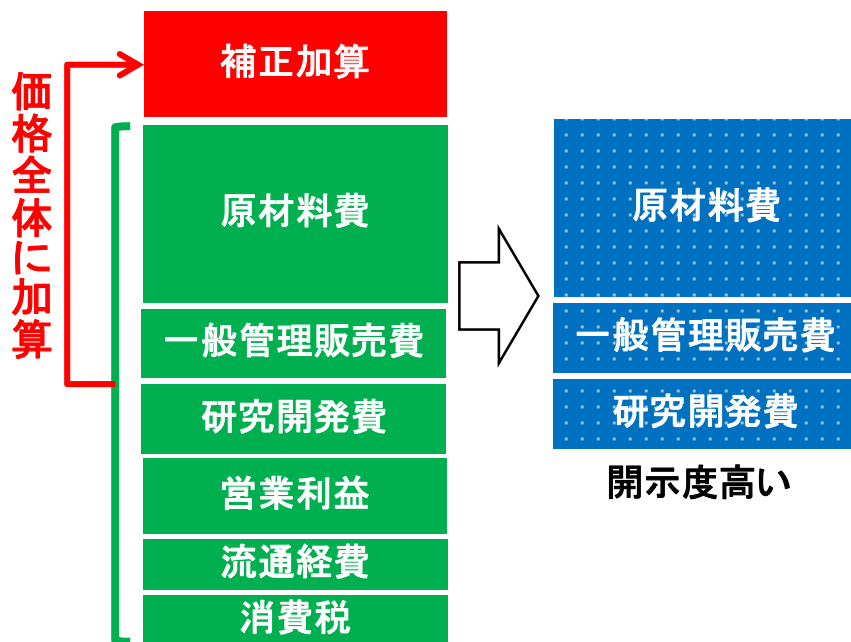 価格全体に加算
補正加算
原材料費
一般管理販売費
研究開発費
営業利益
流通経費
消費税
原材料費
一般管理販売費
研究開発費
開示度高い